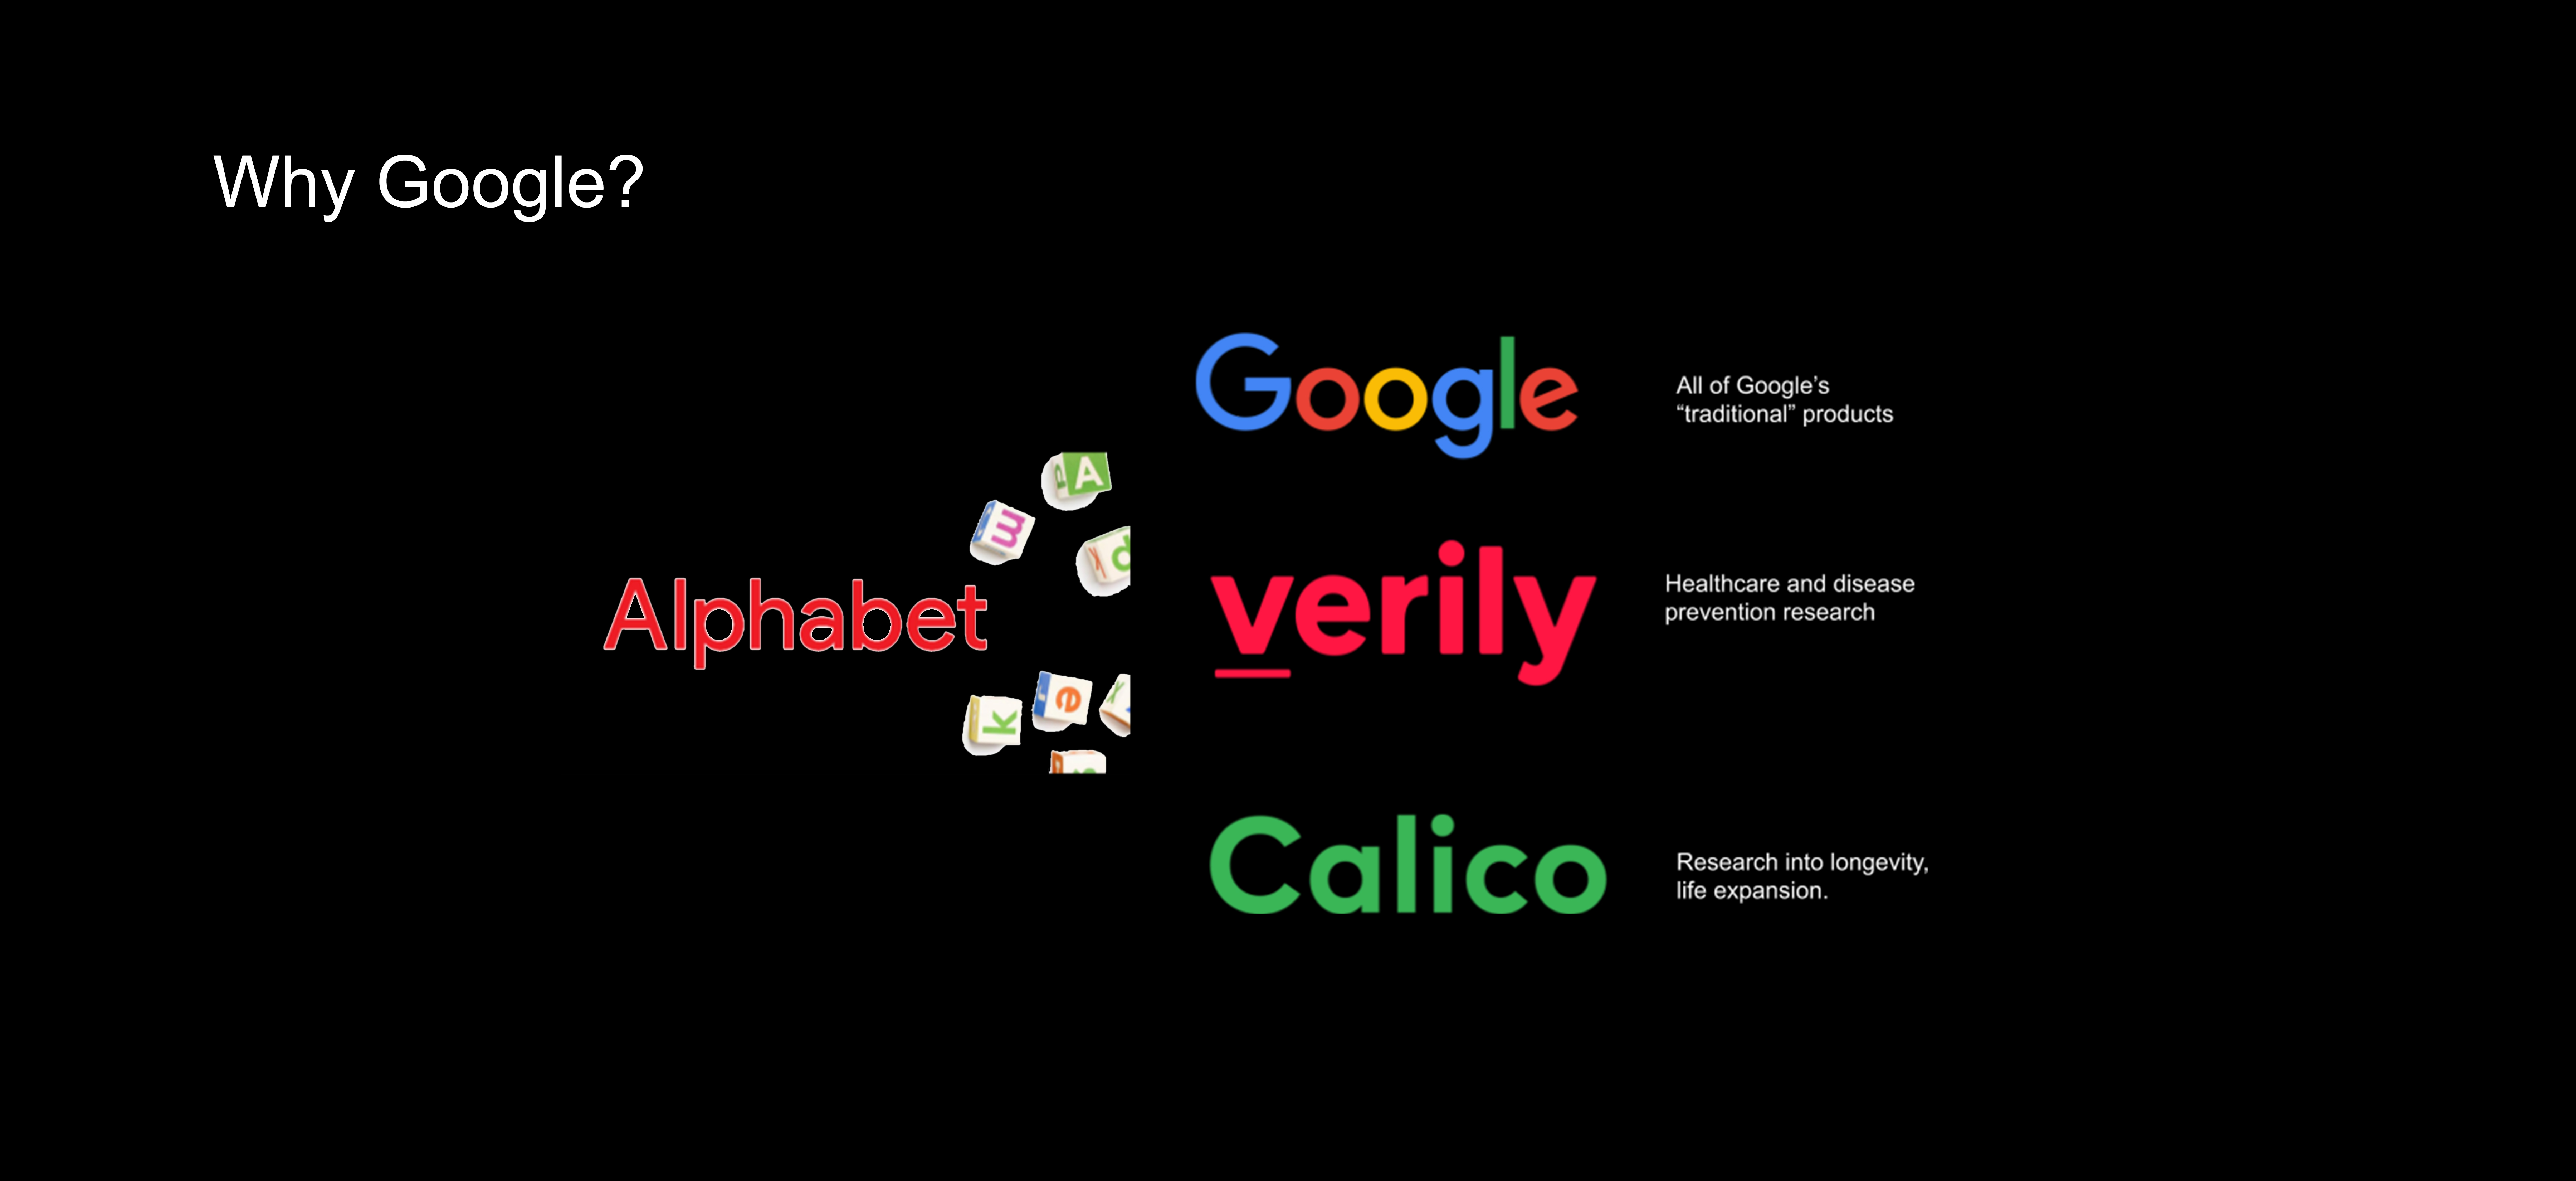 Why Google?
Google
All of Google’s
“traditional” products
A
m
Alphabet
verily
Healthcare and disease
prevention research
k
e
Calico
Research into longevity,
life expansion.